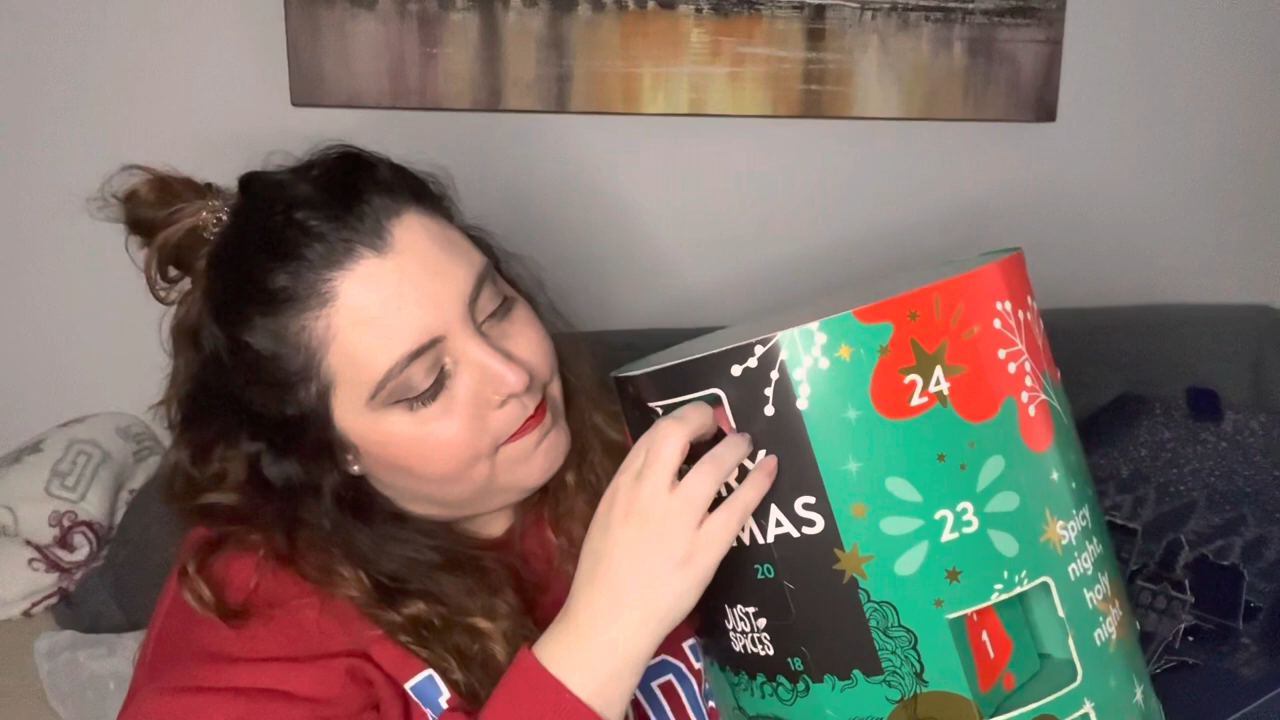 24
MAS
23
20
JUST
SPICES
18
Spicy
night,
holy
night
1
G